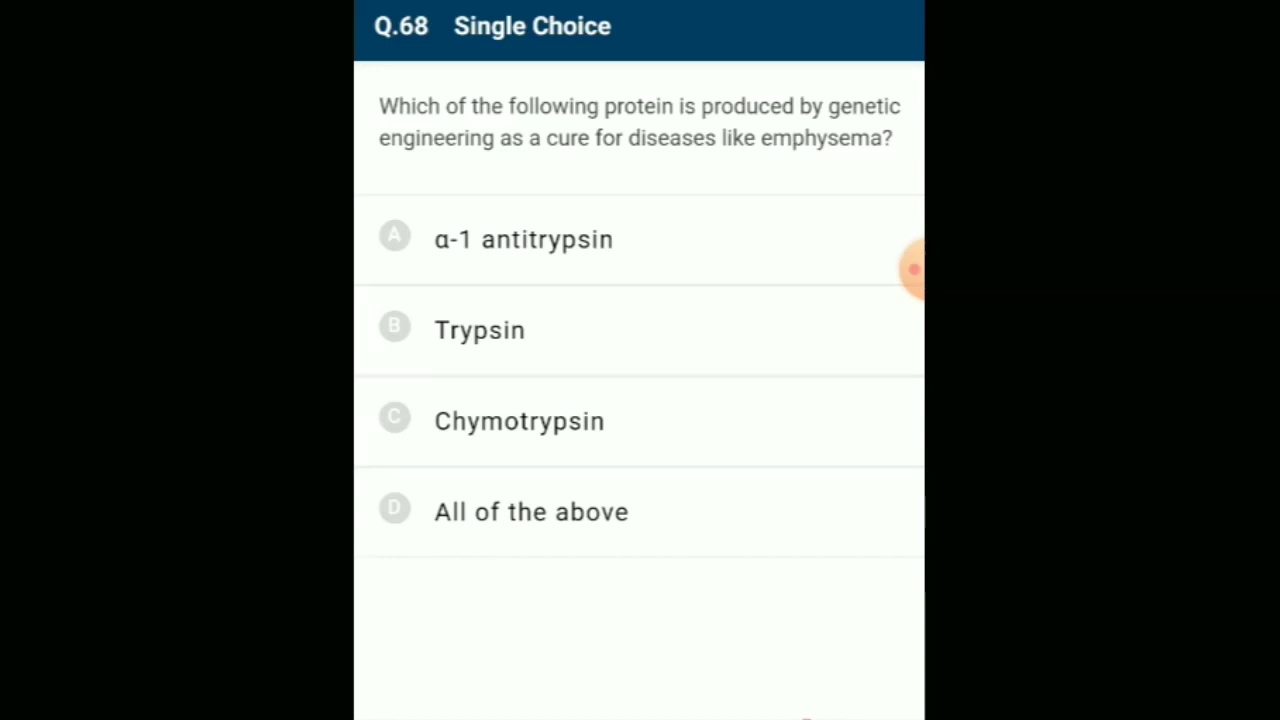 Q.68 Single Choice
Which of the following protein is produced by genetic
engineering as a cure for diseases like emphysema?
A α-1 antitrypsin
B Trypsin
C Chymotrypsin
D All of the above